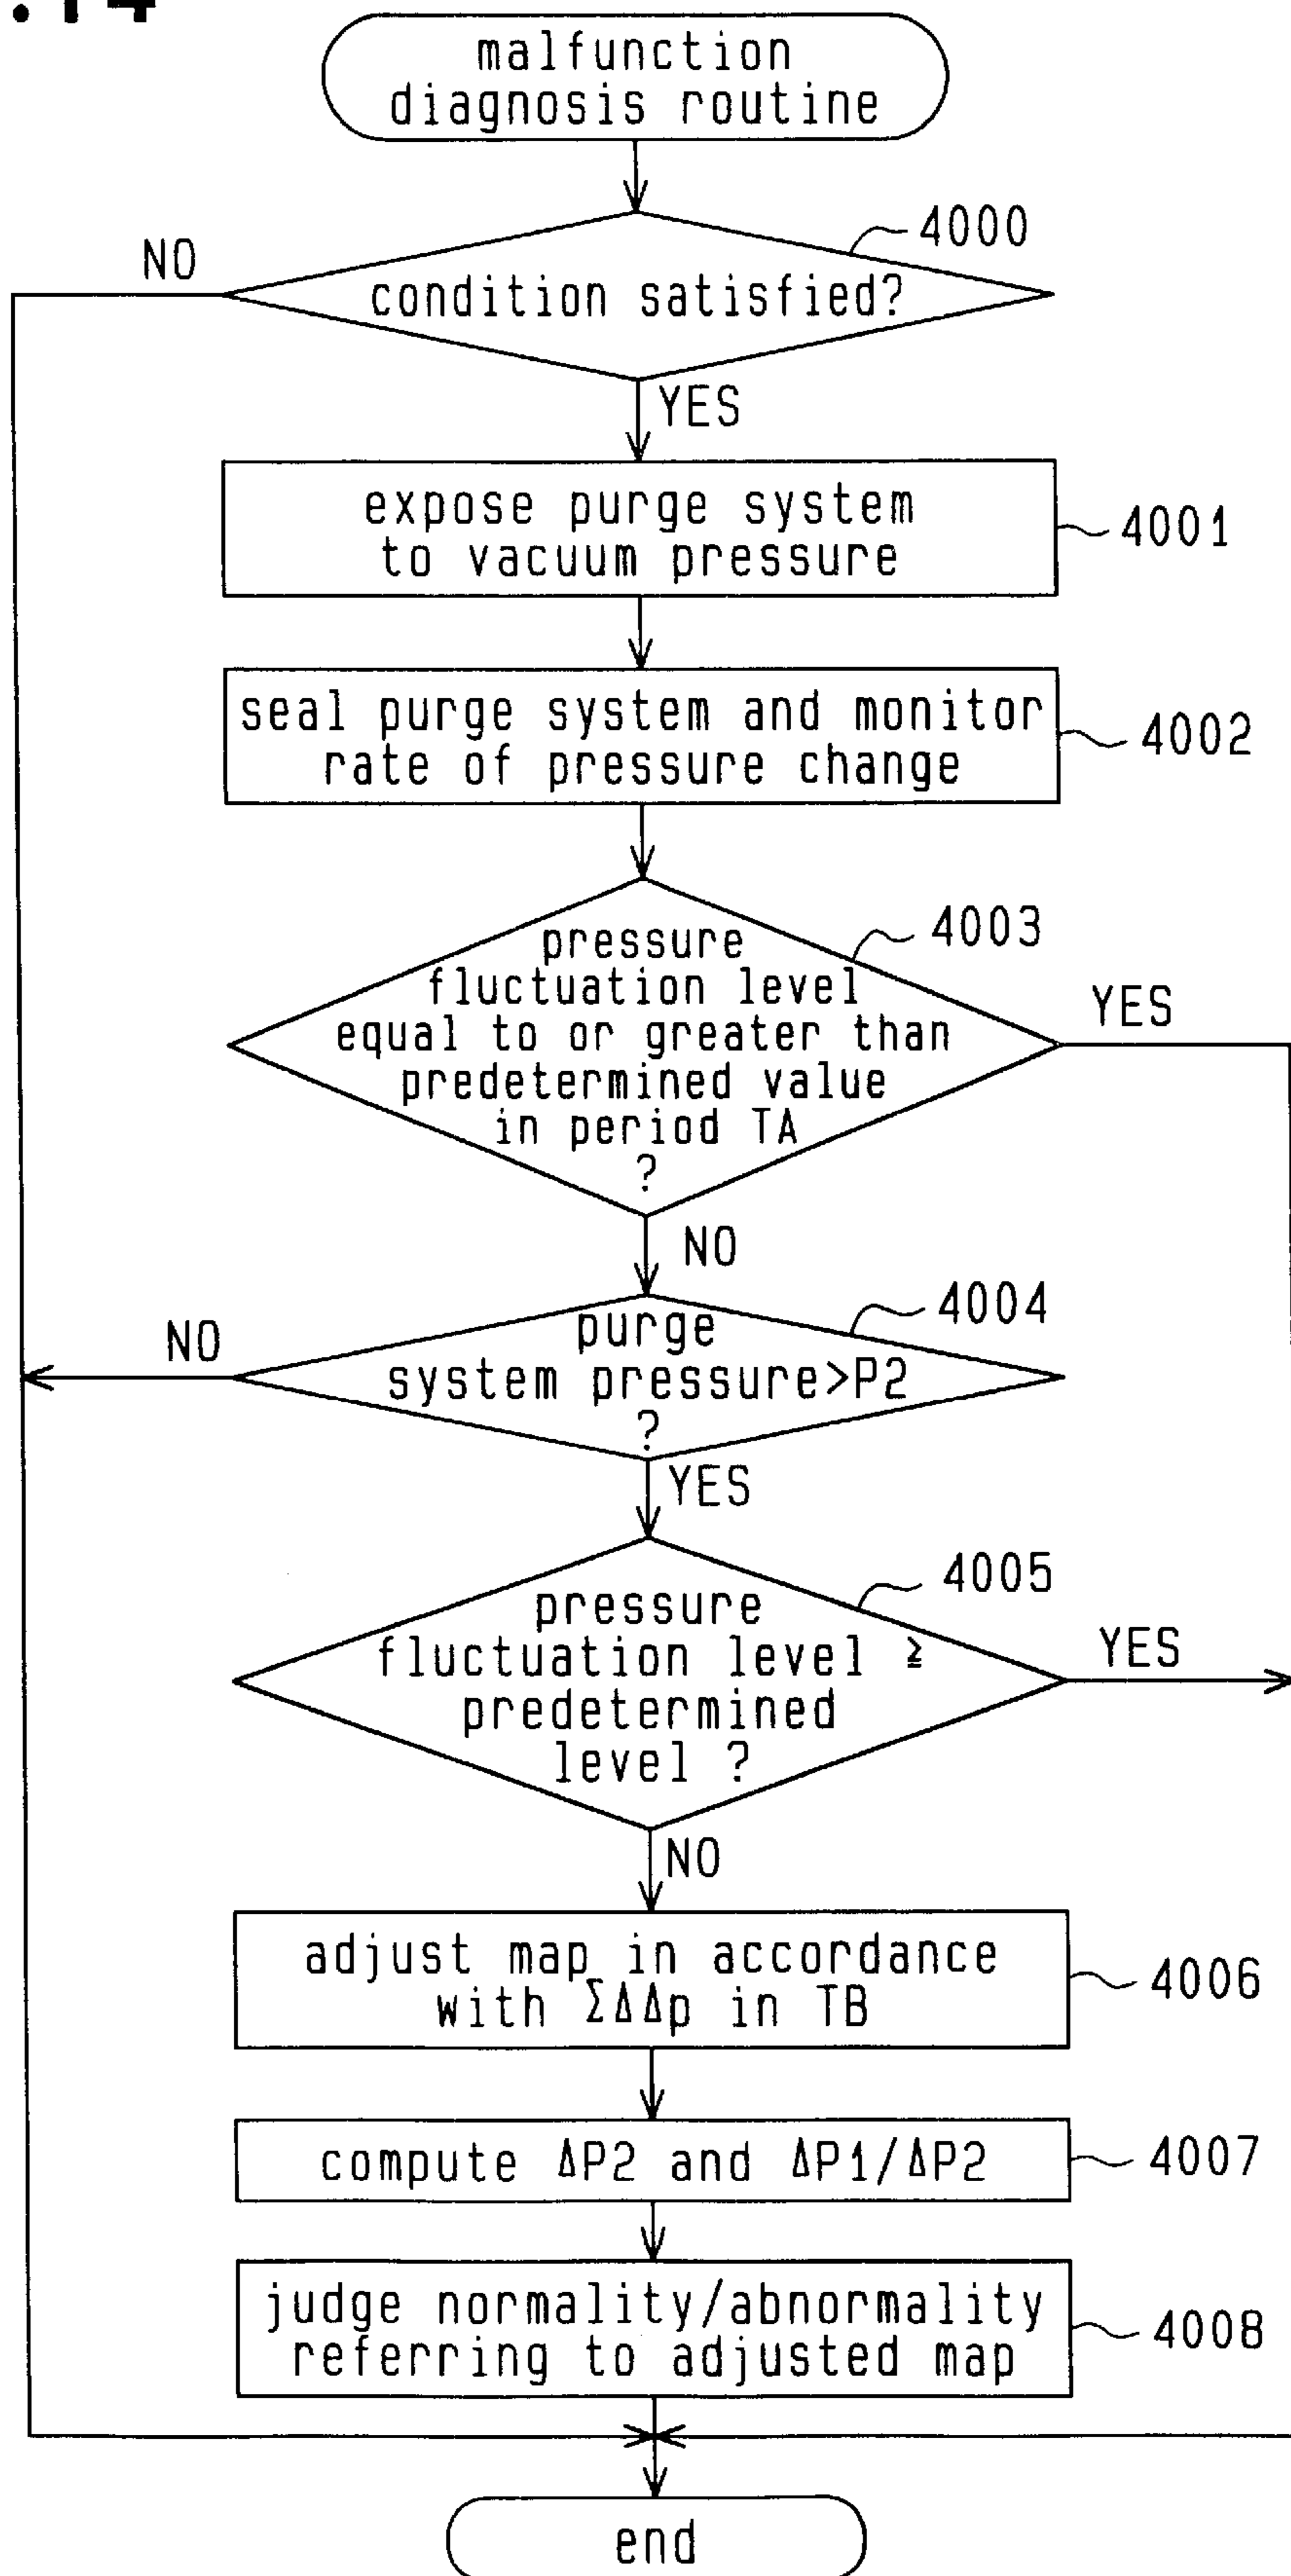 .14
malfunction
diagnosis routine
4000
NO
condition satisfied?
YES
expose purge system
to vacuum pressure
4001
seal purge system and monitor
rate of pressure change
4002
4003
pressure
fluctuation level
equal to or greater than
predetermined value
in period TA
?
YES
NO
4004
NO
purge
system pressure>P2
?
YES
4005
pressure
fluctuation level ≧
predetermined
level ?
YES
NO
adjust map in accordance
with ΣΔΔp in TB
4006
compute ΔP2 and ΔP1/ΔP2
4007
judge normality/abnormality
referring to adjusted map
4008
end